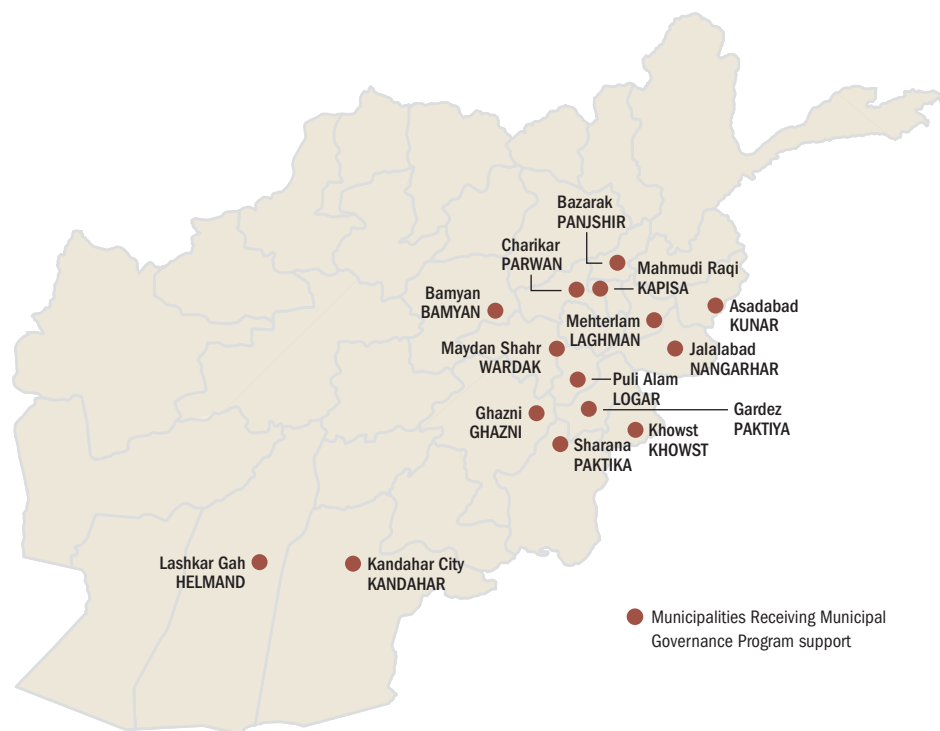 Bazarak
PANJSHIR
Charikar
PARWAN
Mahmudi Raqi
KAPISA
Bamyan
BAMYAN
Asadabad
KUNAR
Mehterlam
LAGHMAN
Maydan Shahr
WARDAK
Jalalabad
NANGARHAR
Puli Alam
LOGAR
Ghazni
GHAZNI
Gardez
PAKTIYA
Khowst
KHOWST
Sharana
PAKTIKA
Lashkar Gah
HELMAND
Kandahar City
KANDAHAR
Municipalities Receiving Municipal
Governance Program support